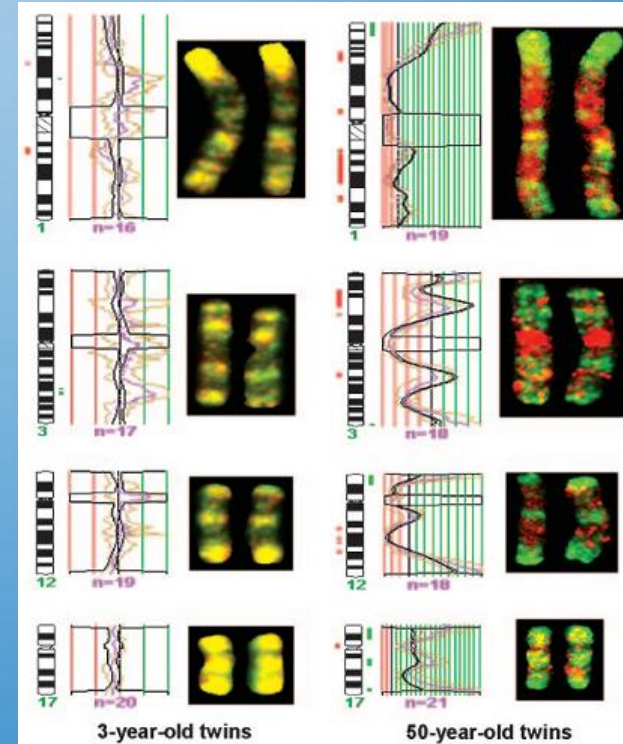 1 n=16
1 n=19
3 n=17
3 n=18
12 n=19
12 n=18
17 n=20
17 n=21
3-year-old twins 50-year-old twins